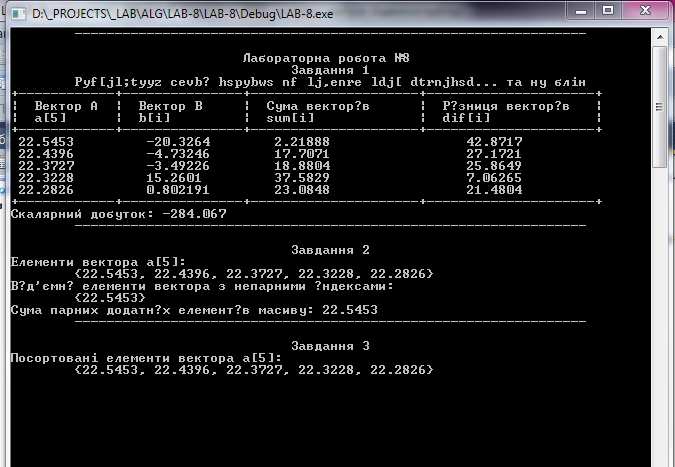 D:\_PROJECTS\_LAB\ALG\LAB-8\LAB-8\Debug\LAB-8.exe
Лабораторна робота №8
Завдання 1
Pyf[jl;tyyz cevb? hspybws nf lj,enre ldj[ dtrnjhsd... та ну блін
Вектор A ¦ Вектор B ¦ Сума вектор?в ¦ Р?зниця вектор?в
a[5] ¦ b[i] ¦ sum[i] ¦ dif[i]
22.5453 -20.3264 2.21888 42.8717
22.4396 -4.73246 17.7071 27.1721
22.3727 -3.49226 18.8804 25.8649
22.3228 15.2601 37.5829 7.06265
22.2826 0.802191 23.0848 21.4804
Скалярний добуток: -284.067
Завдання 2
Елементи вектора a[5]:
{22.5453, 22.4396, 22.3727, 22.3228, 22.2826}
В?д'ємн? елементи вектора з непарними ?ндексами:
{22.5453}
Сума парних додатн?х елемент?в масиву: 22.5453
Завдання 3
Посортовані елементи вектора a[5]:
{22.5453, 22.4396, 22.3727, 22.3228, 22.2826}